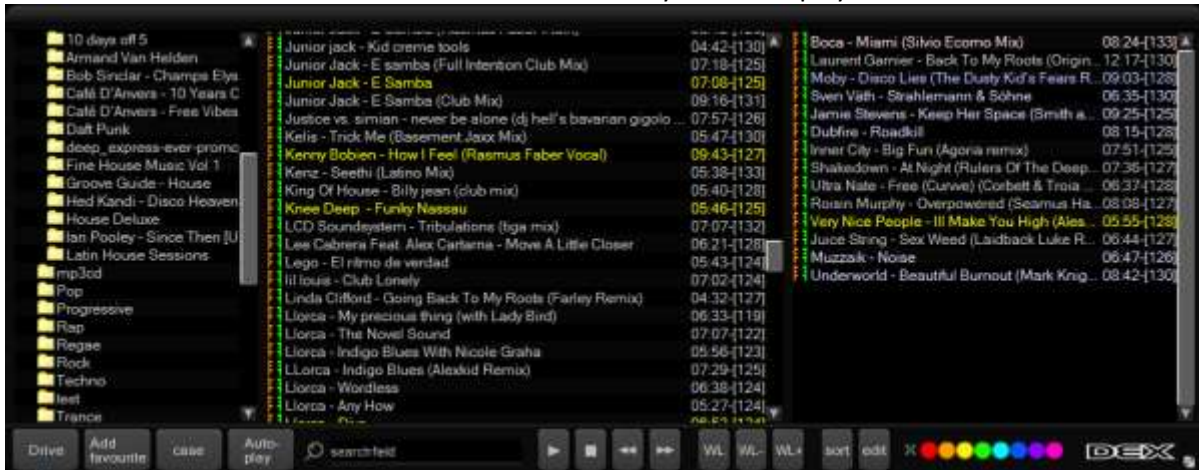 10 days off 5
Armand Van Helden
Bob Sinclar - Champs Elys
Café D'Anvers - 10 Years C
Café D'Anvers - Free Vibes
Daft Punk
deep_express-ever-promo
Fine House Music Vol 1
Groove Guide - House
Hed Kandi - Disco Heaven
House Deluxe
Ian Pooley - Since Then [U
Latin House Sessions
mp3cd
Pop
Progressive
Rap
Regae
Rock
Techno
test
Trance
Junior jack - Kid creme tools 04:42-[130]
Junior Jack - E samba (Full Intention Club Mix) 07:18-[125]
Junior Jack - E Samba 07:08-[125]
Junior Jack - E Samba (Club Mix) 09:16-[131]
Justice vs. simian - never be alone (dj hell's bavarian gigolo ... 07:57-[126]
Kelis - Trick Me (Basement Jaxx Mix) 05:47-[130]
Kenny Bobien - How I Feel (Rasmus Faber Vocal) 09:43-[127]
Kenz - Seethi (Latino Mix) 05:38-[133]
King Of House - Billy jean (club mix) 05:40-[128]
Knee Deep - Funky Nassau 05:46-[125]
LCD Soundsystem - Tribulations (tiga mix) 07:07-[132]
Lee Cabrera Feat. Alex Cartama - Move A Little Closer 06:21-[128]
Lego - El ritmo de verdad 05:43-[124]
lil louis - Club Lonely 07:02-[124]
Linda Clifford - Going Back To My Roots (Farley Remix) 04:32-[127]
Llorca - My precious thing (with Lady Bird) 06:33-[119]
Llorca - The Novel Sound 07:07-[122]
Llorca - Indigo Blues With Nicole Graha 05:56-[123]
LLorca - Indigo Blues (Alexkid Remix) 07:29-[125]
Llorca - Wordless 06:38-[124]
Llorca - Any How 05:27-[124]
Boca - Miami (Silvio Ecomo Mix) 08:24-[133]
Laurent Garnier - Back To My Roots (Origin... 12:17-[130]
Moby - Disco Lies (The Dusty Kid's Fears R... 09:03-[128]
Sven Väth - Strahlemann & Söhne 06:35-[130]
Jamie Stevens - Keep Her Space (Smith a... 09:25-[125]
Dubfire - Roadkill 08:15-[128]
Inner City - Big Fun (Agoria remix) 07:51-[125]
Shakedown - At Night (Rulers Of The Deep... 07:36-[127]
Ultra Nate - Free (Curvve) (Corbett & Troia ... 06:37-[128]
Roisin Murphy - Overpowered (Seamus Ha... 08:08-[127]
Very Nice People - Ill Make You High (Ales... 05:55-[128]
Juice String - Sex Weed (Laidback Luke R... 06:44-[127]
Muzzaik - Noise 06:47-[126]
Underworld - Beautiful Burnout (Mark Knig... 08:42-[130]
Drive
Add favourite
case
Auto-play
searchfield
WL WL- WL+
sort edit
X
DEX